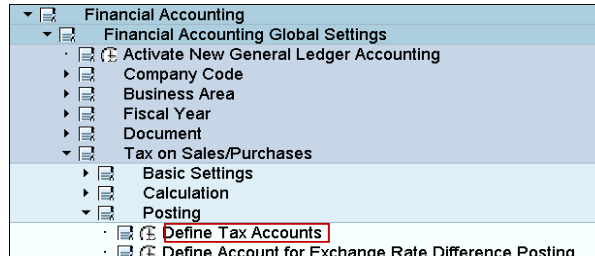 Financial Accounting
Financial Accounting Global Settings
Activate New General Ledger Accounting
Company Code
Business Area
Fiscal Year
Document
Tax on Sales/Purchases
Basic Settings
Calculation
Posting
Define Tax Accounts
Define Account for Exchange Rate Difference Posting